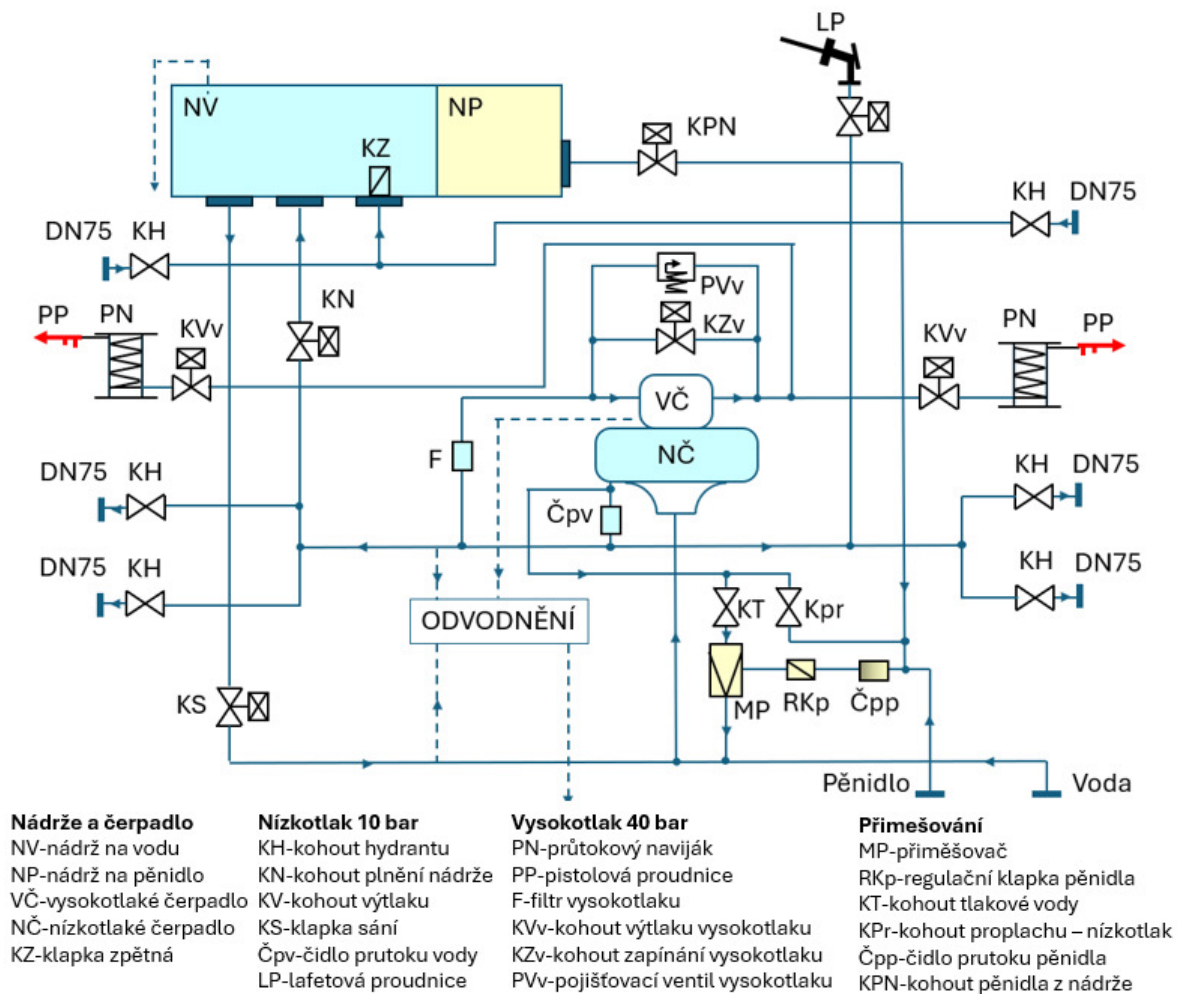 LP
NV
NP
KPN
KZ
DN75
KH
KH
DN75
KN
PVv
PP
PN
KVv
KZv
KVv
PN
PP
VČ
NČ
F
DN75
KH
KH
DN75
Čpv
DN75
KH
KH
DN75
ODVODNĚNÍ
KT
Kpr
KS
MP
RKp
Čpp
Pěnidlo
Voda
Nádrže a čerpadlo
NV-nádrž na vodu
NP-nádrž na pěnidlo
VČ-vysokotlaké čerpadlo
NČ-nízkotlaké čerpadlo
KZ-klapka zpětná
Nízkotlak 10 bar
KH-kohout hydrantu
KN-kohout plnění nádrže
KV-kohout výtlaku
KS-klapka sání
Čpv-čidlo prutoku vody
LP-lafetová proudnice
Vysokotlak 40 bar
PN-průtokový naviják
PP-pistolová proudnice
F-filtr vysokotlaku
KVv-kohout výtlaku vysokotlaku
KZv-kohout zapínání vysokotlaku
PVv-pojišťovací ventil vysokotlaku
Přimešování
MP-přiměšovač
RKp-regulační klapka pěnidla
KT-kohout tlakové vody
KPr-kohout proplachu – nízkotlak
Čpp-čidlo prutoku pěnidla
KPN-kohout pěnidla z nádrže